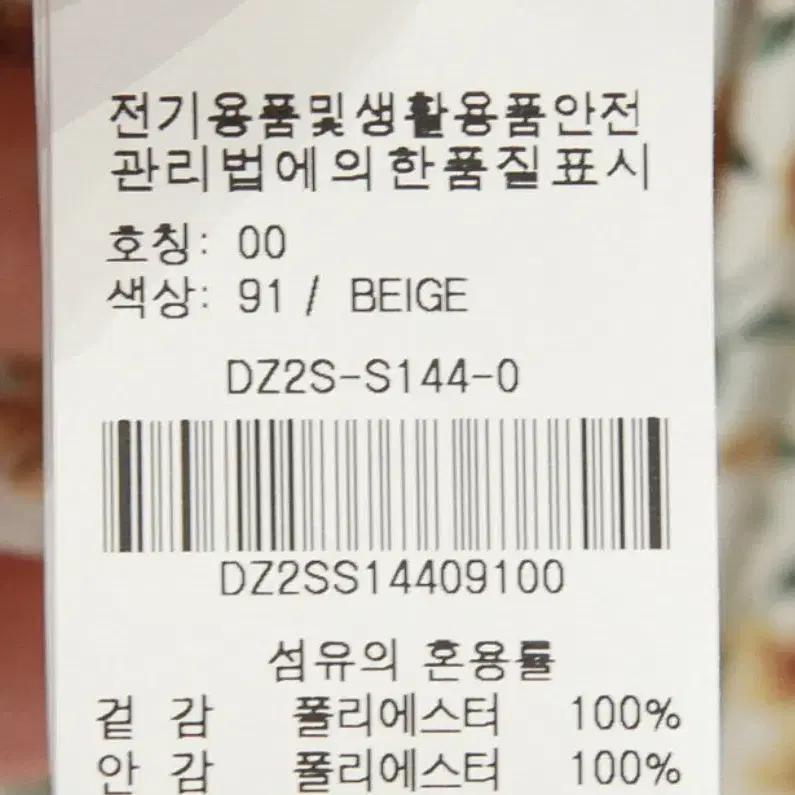 전기용품및생활용품안전
관리법에의한품질표시
호칭: 00
색상: 91 / BEIGE
DZ2S-S144-0
DZ2SS14409100
섬유의 혼용률
겉 감 폴리에스터 100%
안 감 폴리에스터 100%